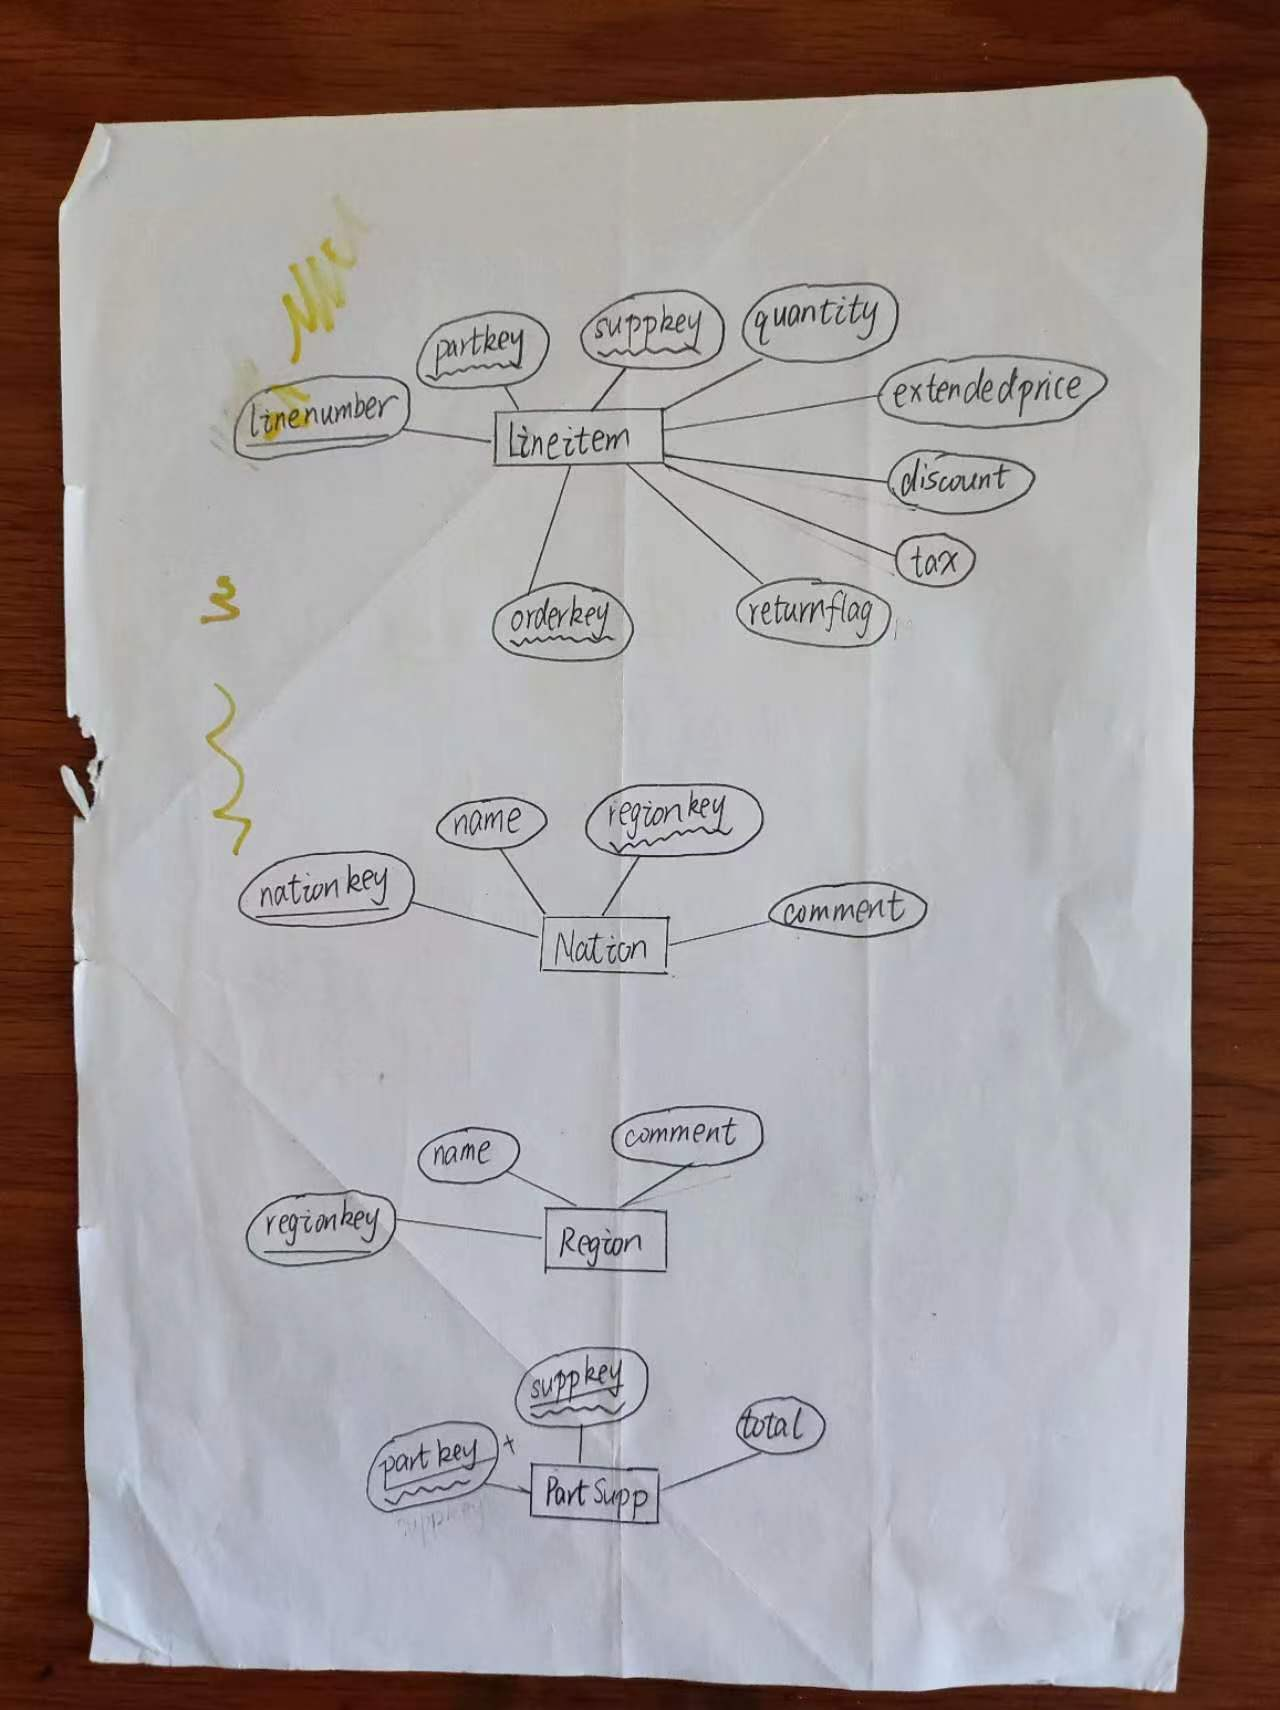 partkey
suppkey
quantity
linenumber
Lineitem
extendedprice
discount
tax
orderkey
returnflag
name
regionkey
nationkey
Nation
comment
name
comment
regionkey
Region
suppkey
partkey
total
PartSupp
suppkey